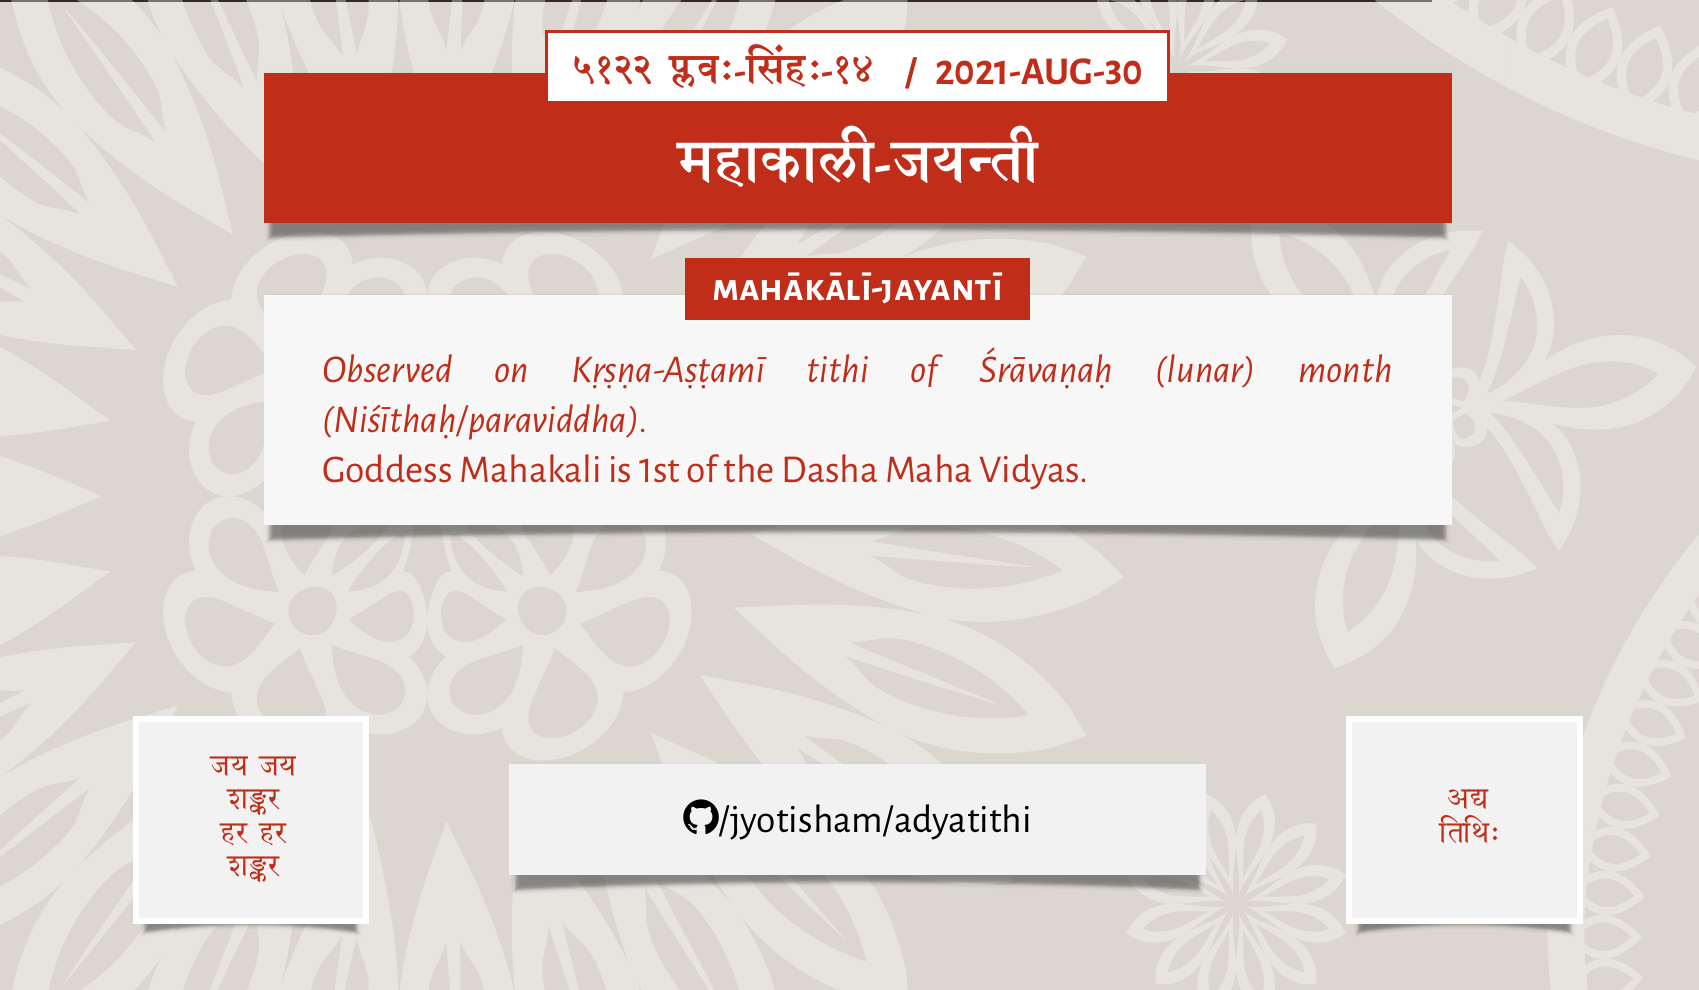 ५१२२ प्लवः-सिंहः-१४ / 2021-AUG-30
महाकाली-जयन्ती
MAHĀKĀLĪ-JAYANTĪ
Observed on Kṛṣṇa-Aṣṭamī tithi of Śrāvaṇaḥ (lunar) month
(Niśīthaḥ/paraviddha).
Goddess Mahakali is 1st of the Dasha Maha Vidyas.
जय जय
शङ्कर
हर हर
शङ्कर
/jyotisham/adyatithi
अद्य
तिथिः